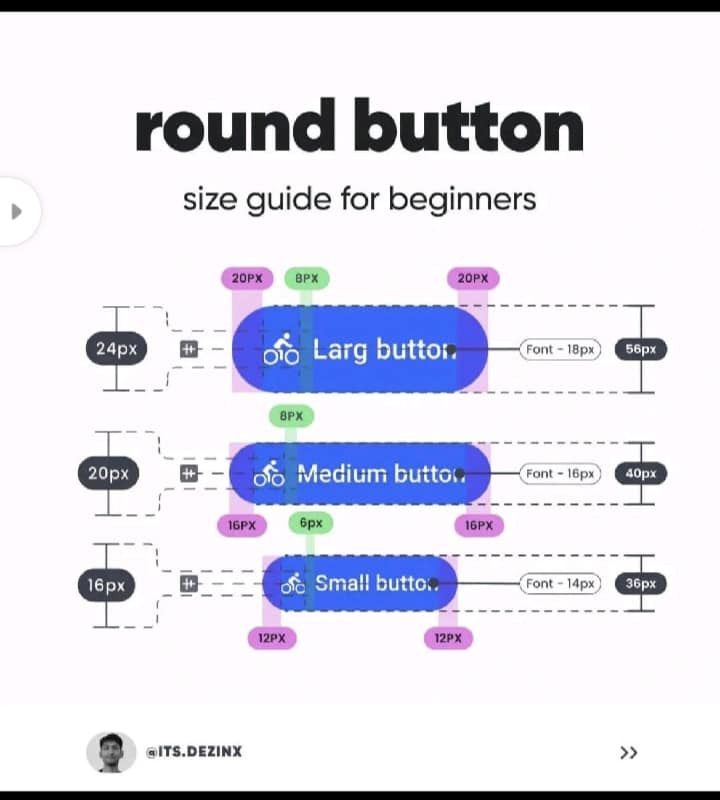 round button
size guide for beginners
20PX 8PX 20PX
24px Larg button Font - 18px 56px
8PX
20px Medium button Font - 16px 40px
16PX 6px 16PX
16px Small button Font - 14px 36px
12PX 12PX
@ITS.DEZINX
>>